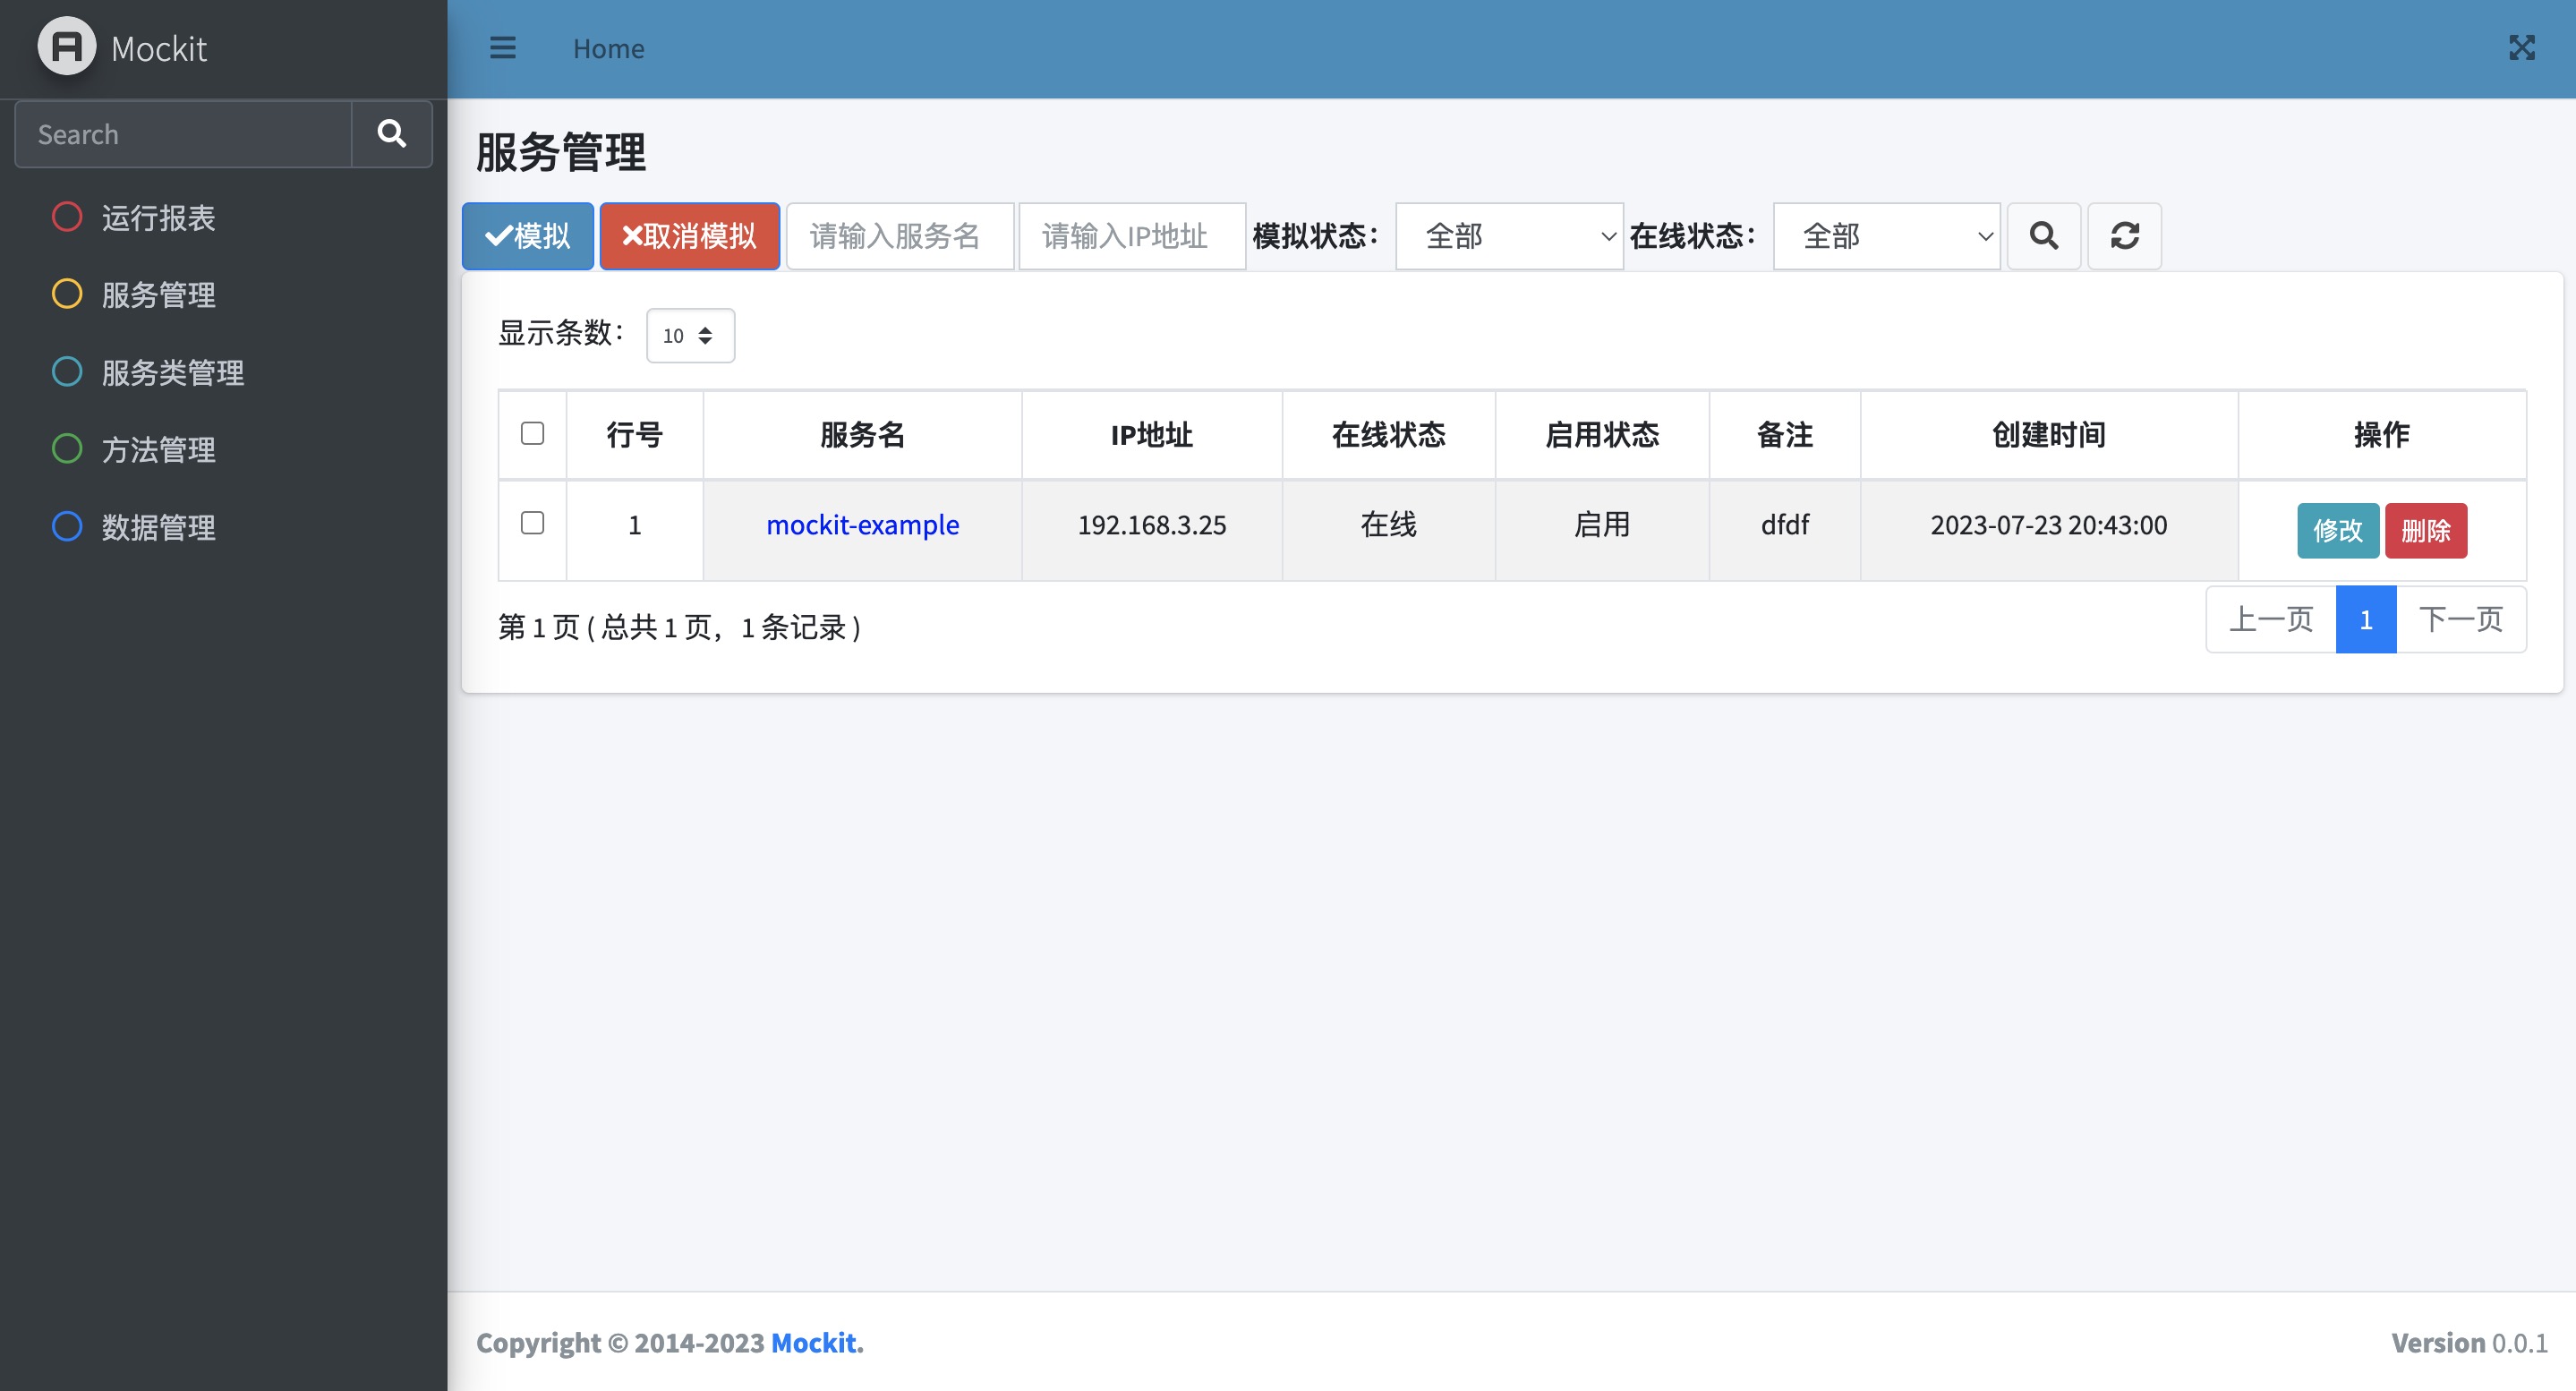 Mockit
Home
Search
运行报表
服务管理
服务类管理
方法管理
数据管理
服务管理
模拟 取消模拟 请输入服务名 请输入IP地址 模拟状态： 全部 在线状态： 全部
显示条数： 10
行号 服务名 IP地址 在线状态 启用状态 备注 创建时间 操作
1 mockit-example 192.168.3.25 在线 启用 dfdf 2023-07-23 20:43:00 修改 删除
第 1 页 ( 总共 1 页，1 条记录 )
上一页 1 下一页
Copyright © 2014-2023 Mockit.
Version 0.0.1